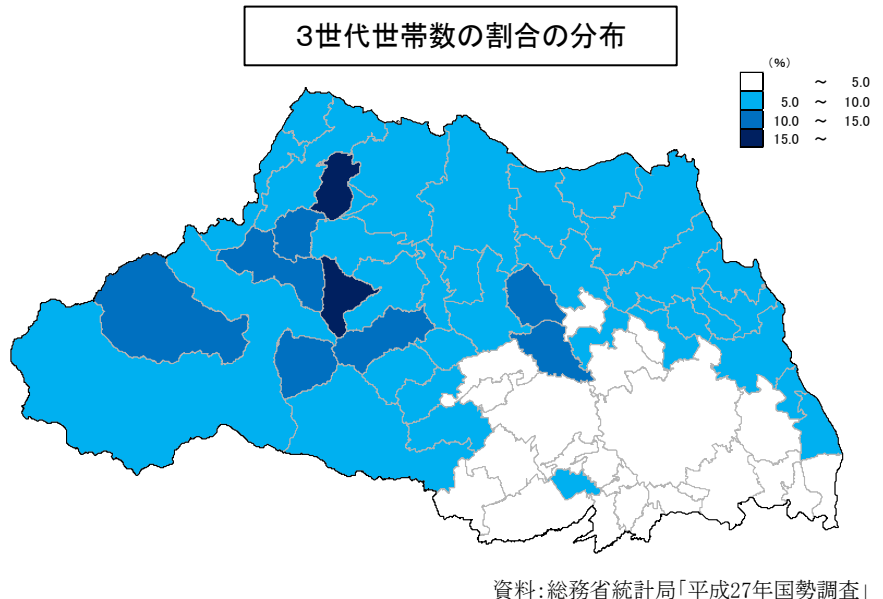 3世代世帯数の割合の分布
(%)
～ 5.0
5.0 ～ 10.0
10.0 ～ 15.0
15.0 ～
資料:総務省統計局「平成27年国勢調査」